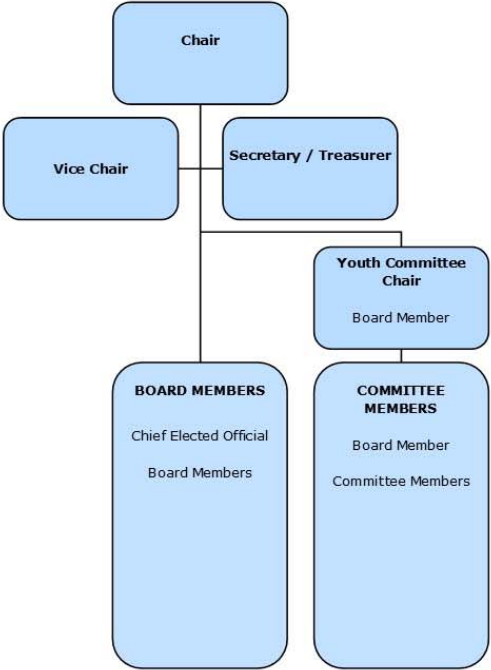 Chair
Vice Chair
Secretary / Treasurer
Youth Committee
Chair
Board Member
BOARD MEMBERS
Chief Elected Official
Board Members
COMMITTEE
MEMBERS
Board Member
Committee Members